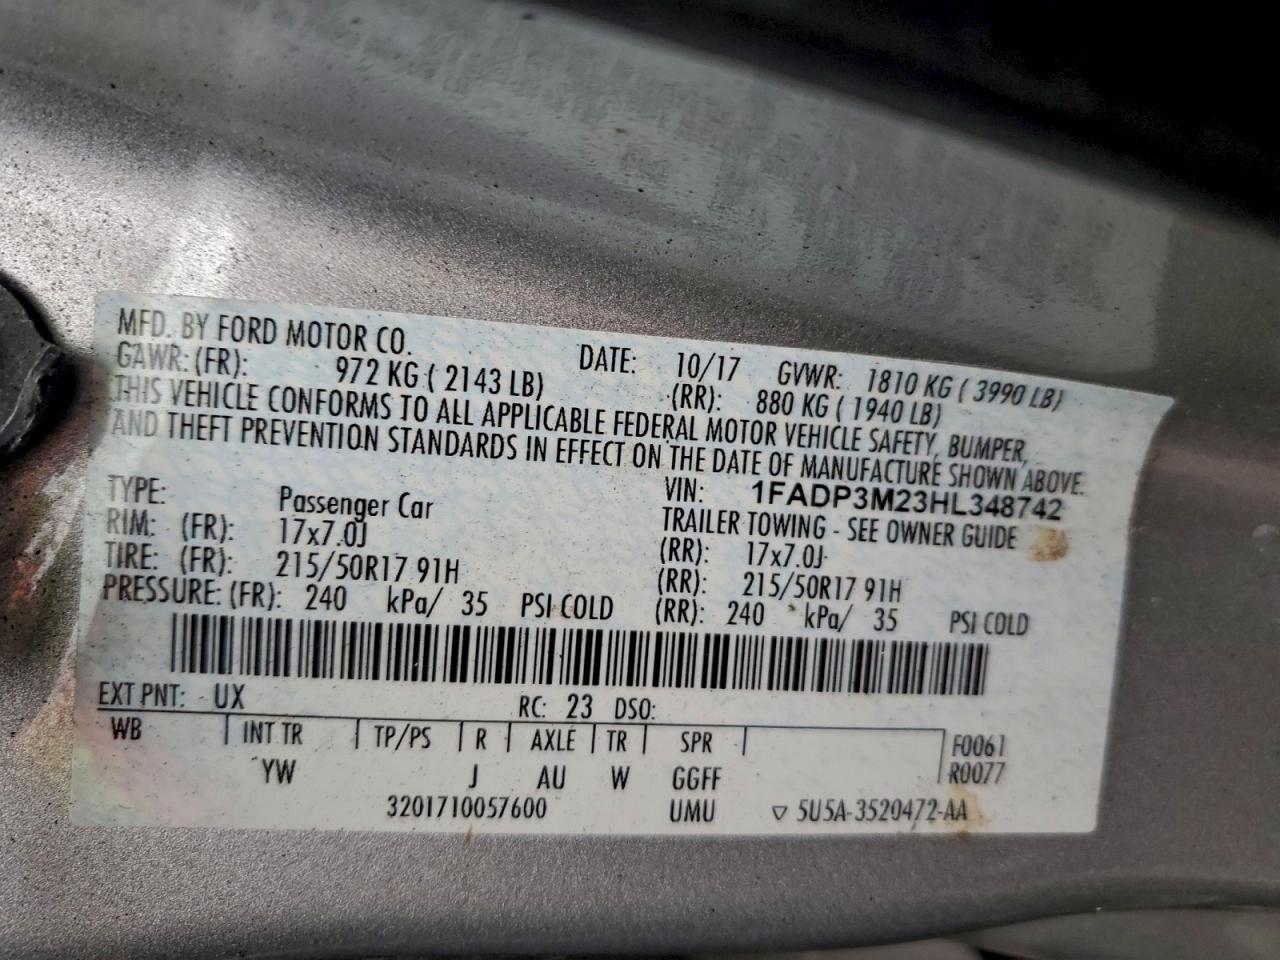 MFD. BY FORD MOTOR CO.
DATE: 10/17 GVWR: 1810 KG ( 3990 LB)
GAWR: (FR): 972 KG ( 2143 LB) (RR): 880 KG ( 1940 LB)
THIS VEHICLE CONFORMS TO ALL APPLICABLE FEDERAL MOTOR VEHICLE SAFETY, BUMPER,
AND THEFT PREVENTION STANDARDS IN EFFECT ON THE DATE OF MANUFACTURE SHOWN ABOVE.
VIN: 1FADP3M23HL348742
TYPE: Passenger Car TRAILER TOWING - SEE OWNER GUIDE
RIM: (FR): 17x7.0J (RR): 17x7.0J
TIRE: (FR): 215/50R17 91H (RR): 215/50R17 91H
PRESSURE: (FR): 240 kPa/ 35 PSI COLD (RR): 240 kPa/ 35 PSI COLD
EXT PNT: UX RC: 23 DSO:
WB INT TR TP/PS R AXLE TR SPR F0061
YW J AU W GGFF R0077
3201710057600 UMU ▽ 5U5A-3520472-AA